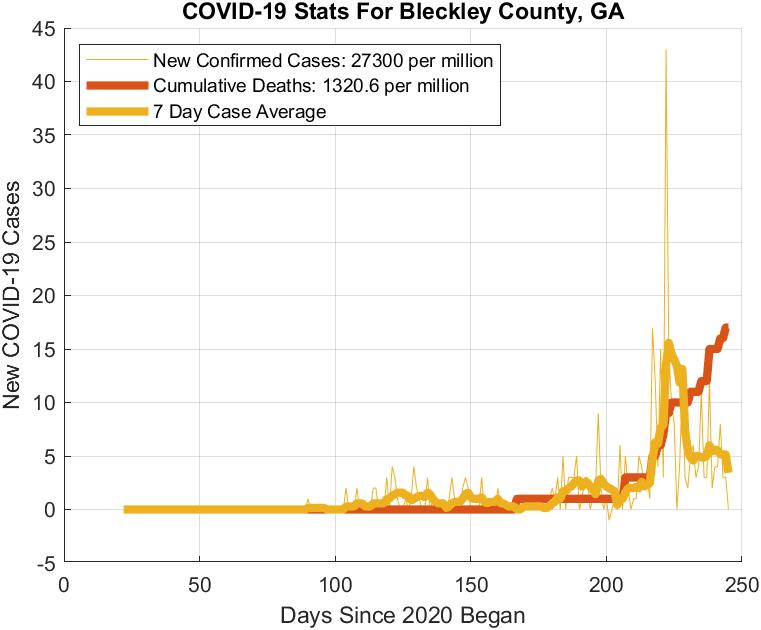 COVID-19 Stats For Bleckley County, GA
New Confirmed Cases: 27300 per million
Cumulative Deaths: 1320.6 per million
7 Day Case Average
New COVID-19 Cases
45
40
35
30
25
20
15
10
5
0
-5
0 50 100 150 200 250
Days Since 2020 Began